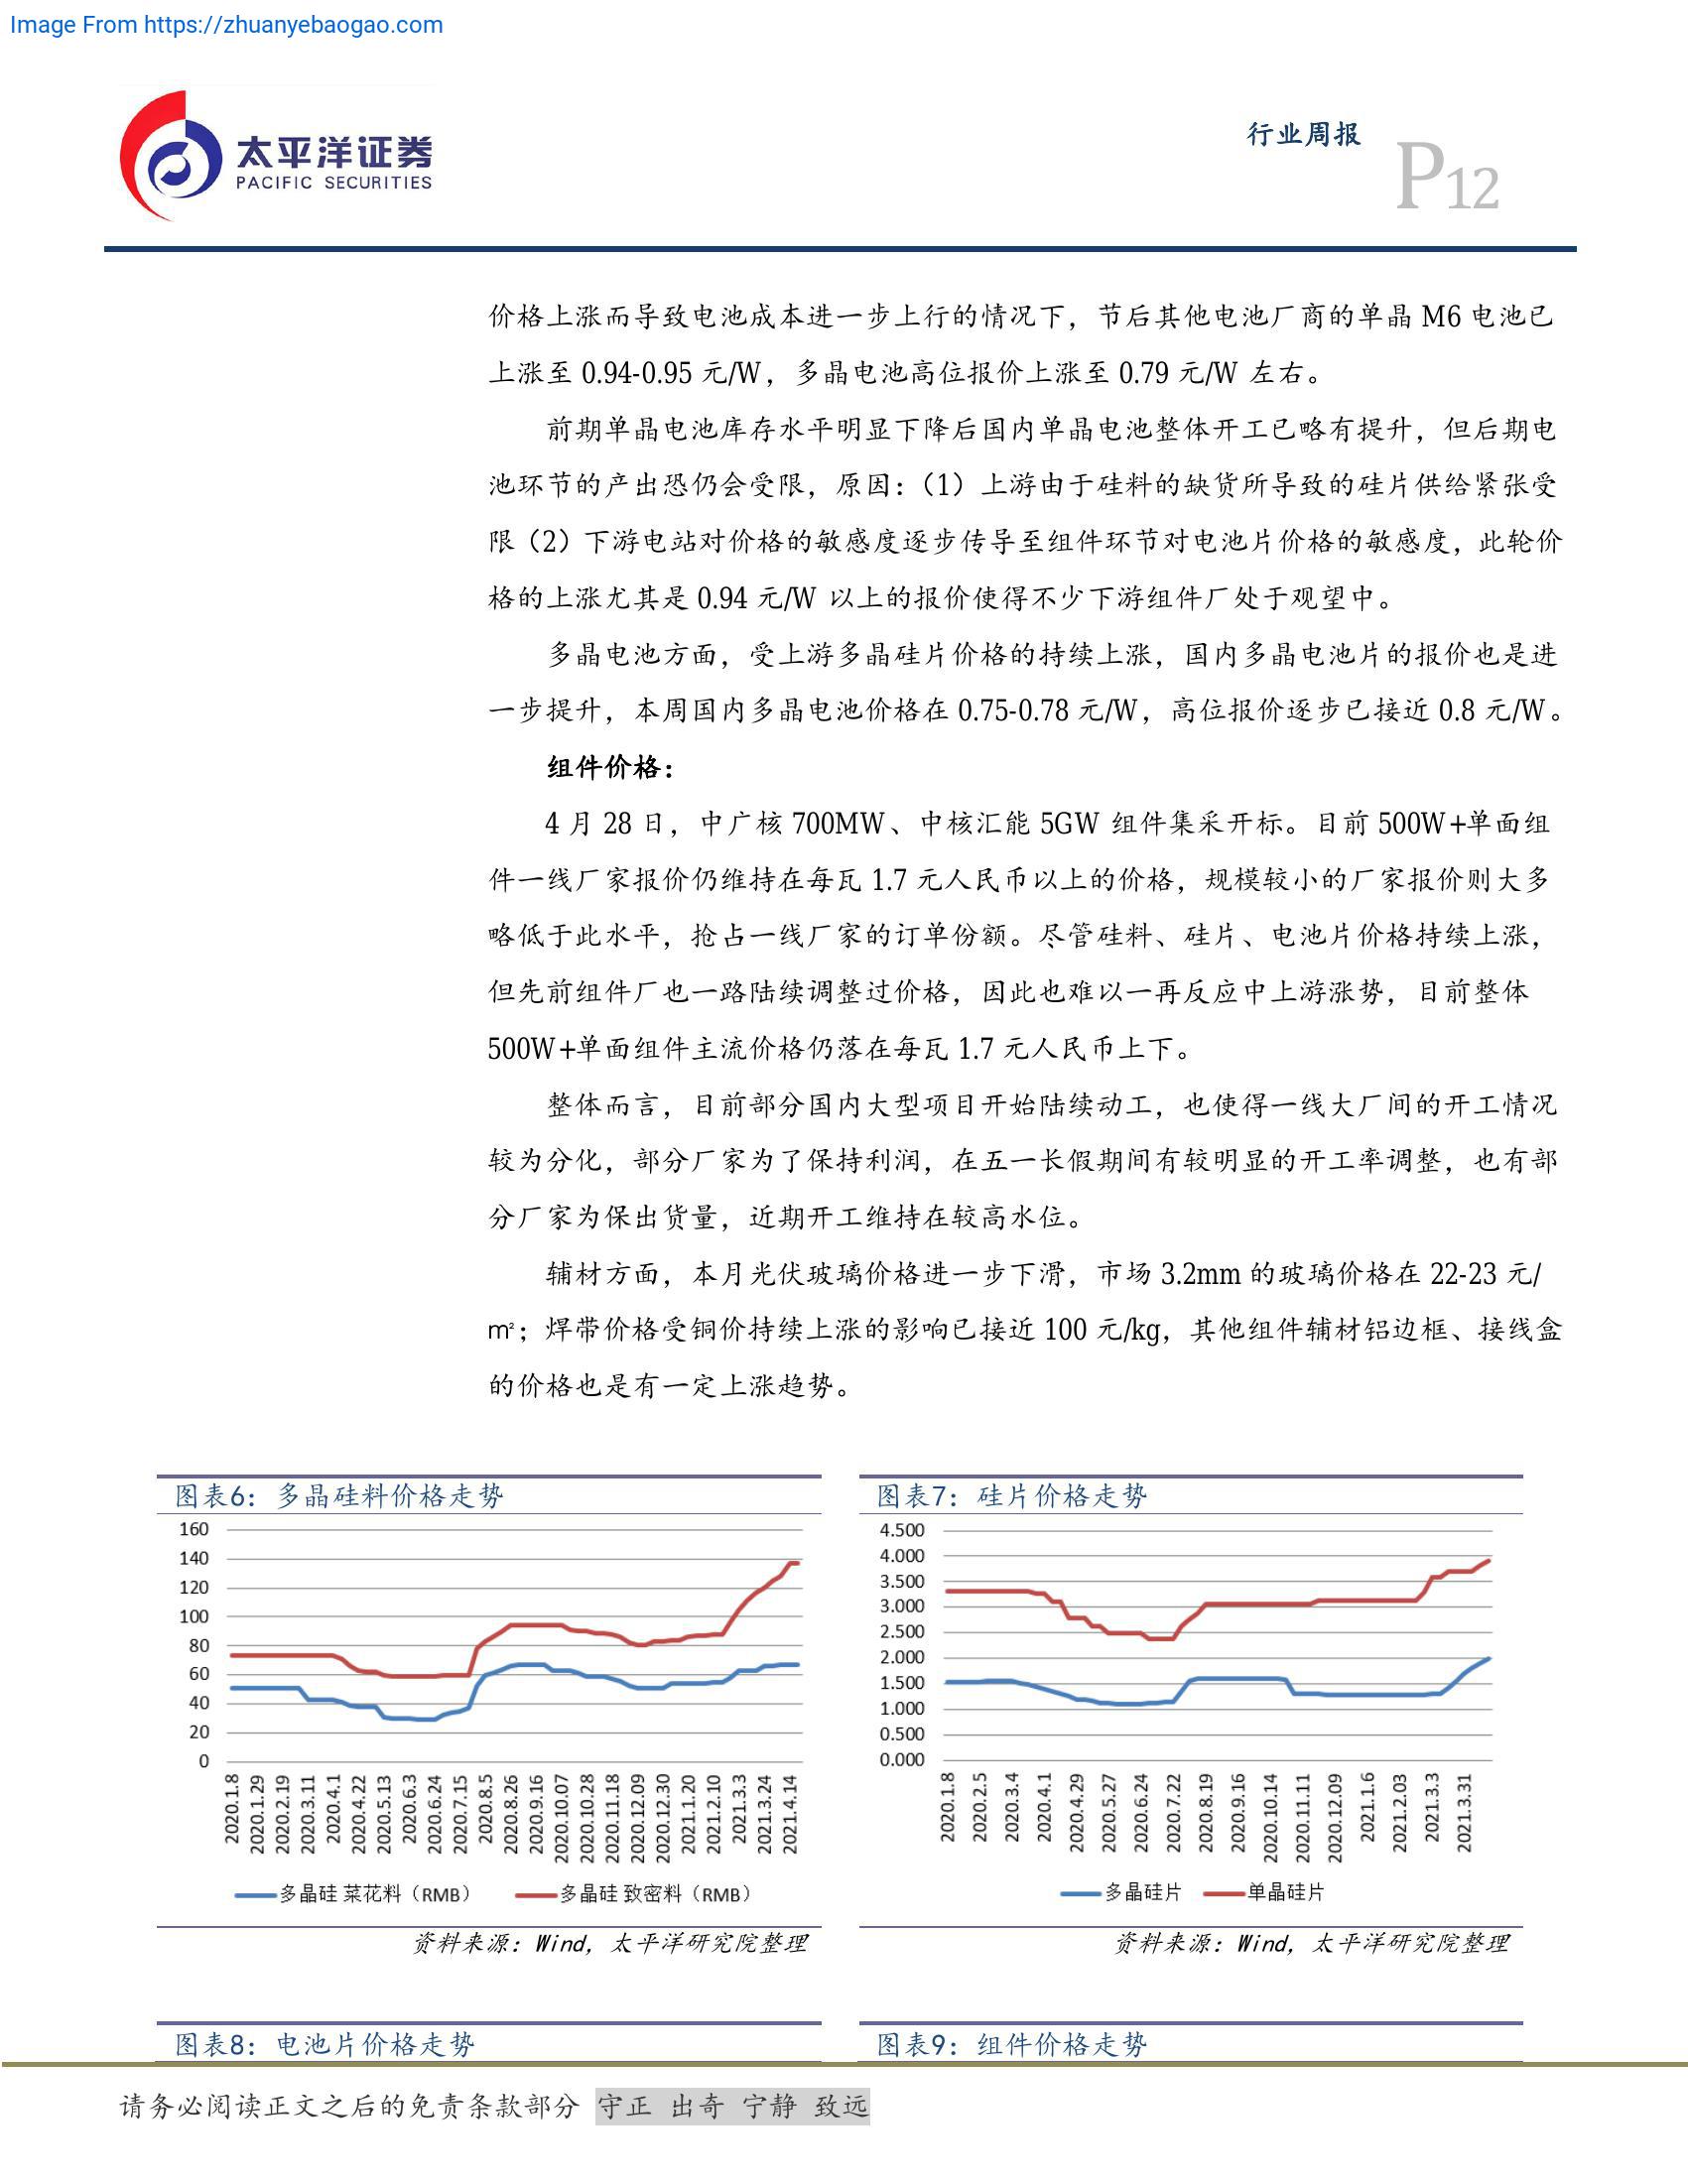 Image From https://zhuanyebaogao.com
太平洋证券
PACIFIC SECURITIES
行业周报
P12
价格上涨而导致电池成本进一步上行的情况下，节后其他电池厂商的单晶 M6 电池已
上涨至 0.94-0.95 元/W，多晶电池高位报价上涨至 0.79 元/W 左右。
前期单晶电池库存水平明显下降后国内单晶电池整体开工已略有提升，但后期电
池环节的产出恐仍会受限，原因：（1）上游由于硅料的缺货所导致的硅片供给紧张受
限（2）下游电站对价格的敏感度逐步传导至组件环节对电池片价格的敏感度，此轮价
格的上涨尤其是 0.94 元/W 以上的报价使得不少下游组件厂处于观望中。
多晶电池方面，受上游多晶硅片价格的持续上涨，国内多晶电池片的报价也是进
一步提升，本周国内多晶电池价格在 0.75-0.78 元/W，高位报价逐步已接近 0.8 元/W。
组件价格：
4 月 28 日，中广核 700MW、中核汇能 5GW 组件集采开标。目前 500W+单面组
件一线厂家报价仍维持在每瓦 1.7 元人民币以上的价格，规模较小的厂家报价则大多
略低于此水平，抢占一线厂家的订单份额。尽管硅料、硅片、电池片价格持续上涨，
但先前组件厂也一路陆续调整过价格，因此也难以一再反应中上游涨势，目前整体
500W+单面组件主流价格仍落在每瓦 1.7 元人民币上下。
整体而言，目前部分国内大型项目开始陆续动工，也使得一线大厂间的开工情况
较为分化，部分厂家为了保持利润，在五一长假期间有较明显的开工率调整，也有部
分厂家为保出货量，近期开工维持在较高水位。
辅材方面，本月光伏玻璃价格进一步下滑，市场 3.2mm 的玻璃价格在 22-23 元/
㎡；焊带价格受铜价持续上涨的影响已接近 100 元/kg，其他组件辅材铝边框、接线盒
的价格也是有一定上涨趋势。
图表6：多晶硅料价格走势
160
140
120
100
80
60
40
20
0
2020.1.8
2020.1.29
2020.2.19
2020.3.11
2020.4.1
2020.4.22
2020.5.13
2020.6.3
2020.6.24
2020.7.15
2020.8.5
2020.8.26
2020.9.16
2020.10.07
2020.10.28
2020.11.18
2020.12.09
2020.12.30
2021.1.20
2021.2.10
2021.3.3
2021.3.24
2021.4.14
多晶硅 菜花料（RMB） 多晶硅 致密料（RMB）
资料来源：Wind，太平洋研究院整理
图表7：硅片价格走势
4.500
4.000
3.500
3.000
2.500
2.000
1.500
1.000
0.500
0.000
2020.1.8
2020.2.5
2020.3.4
2020.4.1
2020.4.29
2020.5.27
2020.6.24
2020.7.22
2020.8.19
2020.9.16
2020.10.14
2020.11.11
2020.12.09
2021.1.6
2021.2.03
2021.3.3
2021.3.31
多晶硅片 单晶硅片
资料来源：Wind，太平洋研究院整理
图表8：电池片价格走势
图表9：组件价格走势
请务必阅读正文之后的免责条款部分 守正 出奇 宁静 致远